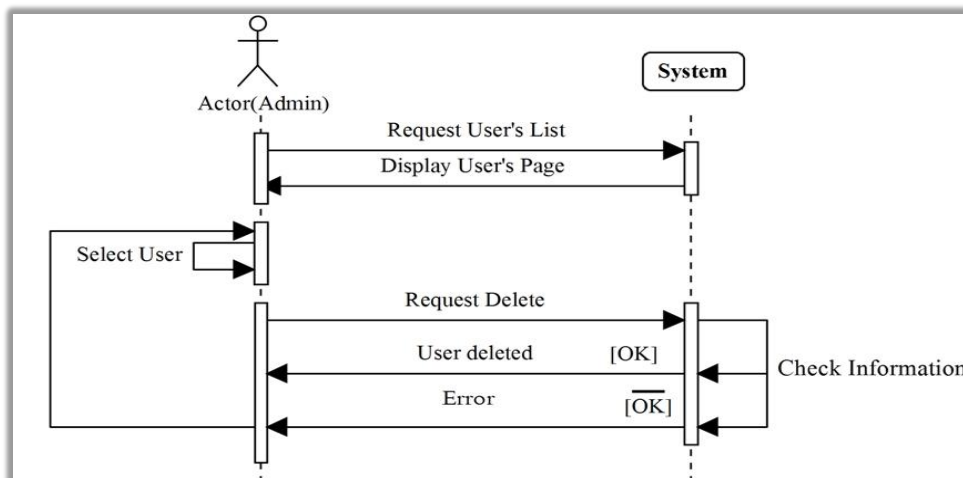 System
Actor(Admin)
Request User's List
Display User's Page
Select User
Request Delete
User deleted [OK]
Check Information
Error [O̅K̅]